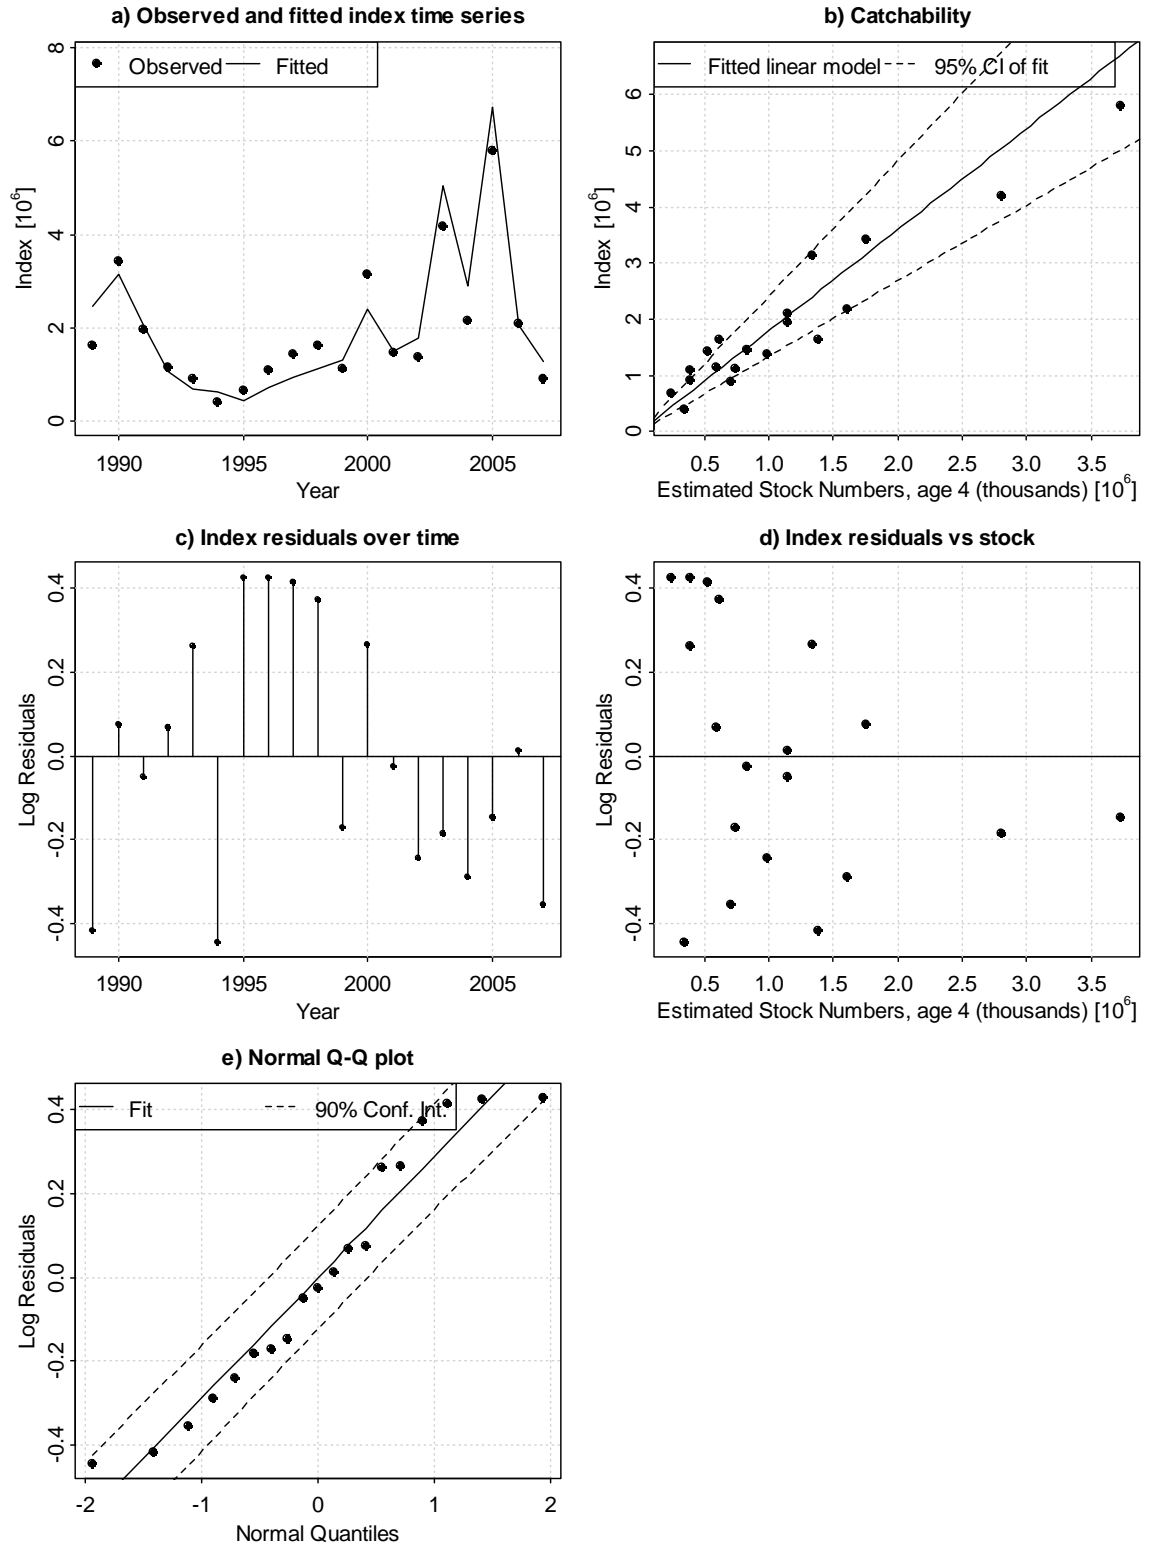 a) Observed and fitted index time series
Observed Fitted
8
6
4
2
0
Index [10^6]
1990 1995 2000 2005
Year
b) Catchability
Fitted linear model 95% CI of fit
6
5
4
3
2
1
0
Index [10^6]
0.5 1.0 1.5 2.0 2.5 3.0 3.5
Estimated Stock Numbers, age 4 (thousands) [10^6]
c) Index residuals over time
0.4
0.2
0.0
-0.2
-0.4
Log Residuals
1990 1995 2000 2005
Year
d) Index residuals vs stock
0.4
0.2
0.0
-0.2
-0.4
Log Residuals
0.5 1.0 1.5 2.0 2.5 3.0 3.5
Estimated Stock Numbers, age 4 (thousands) [10^6]
e) Normal Q-Q plot
Fit 90% Conf. Int.
0.4
0.2
0.0
-0.2
-0.4
Log Residuals
-2 -1 0 1 2
Normal Quantiles